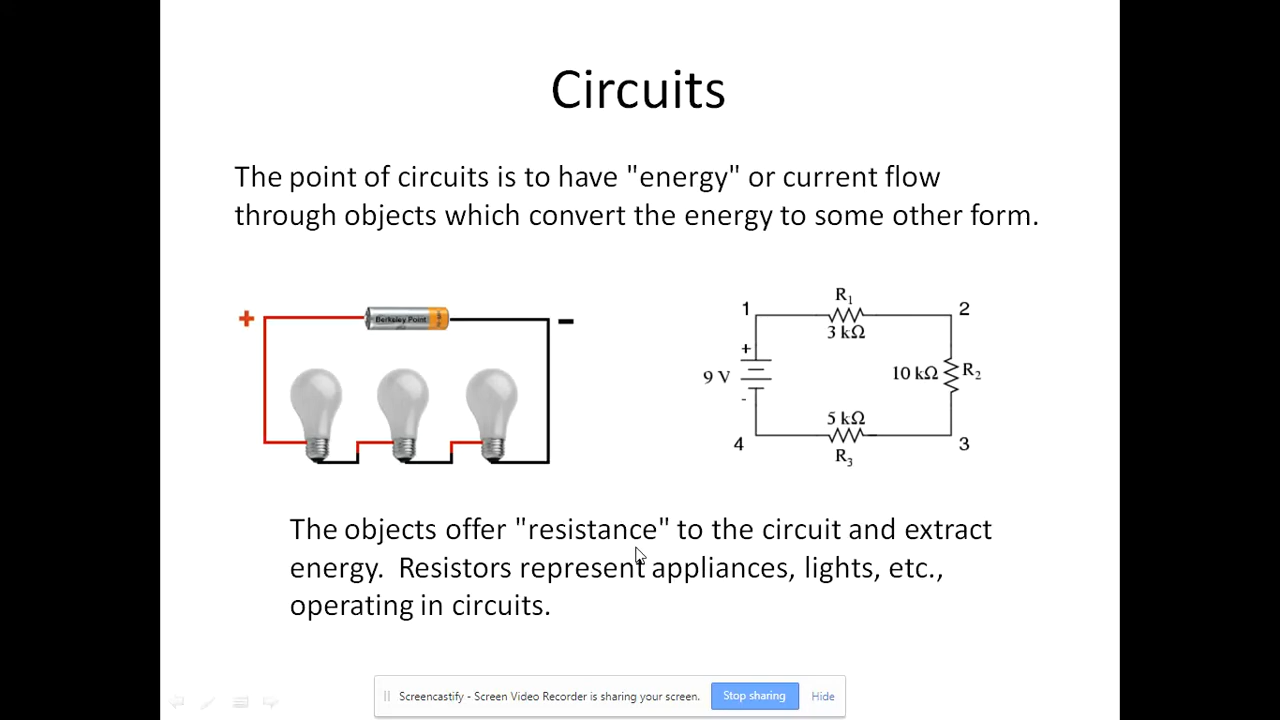 Circuits
The point of circuits is to have "energy" or current flow
through objects which convert the energy to some other form.
+
Berkeley Point
−
1
R₁
3 kΩ
2
+
9 V
-
10 kΩ
R₂
5 kΩ
R₃
4
3
The objects offer "resistance" to the circuit and extract
energy.  Resistors represent appliances, lights, etc.,
operating in circuits.
Screencastify - Screen Video Recorder is sharing your screen.
Stop sharing
Hide